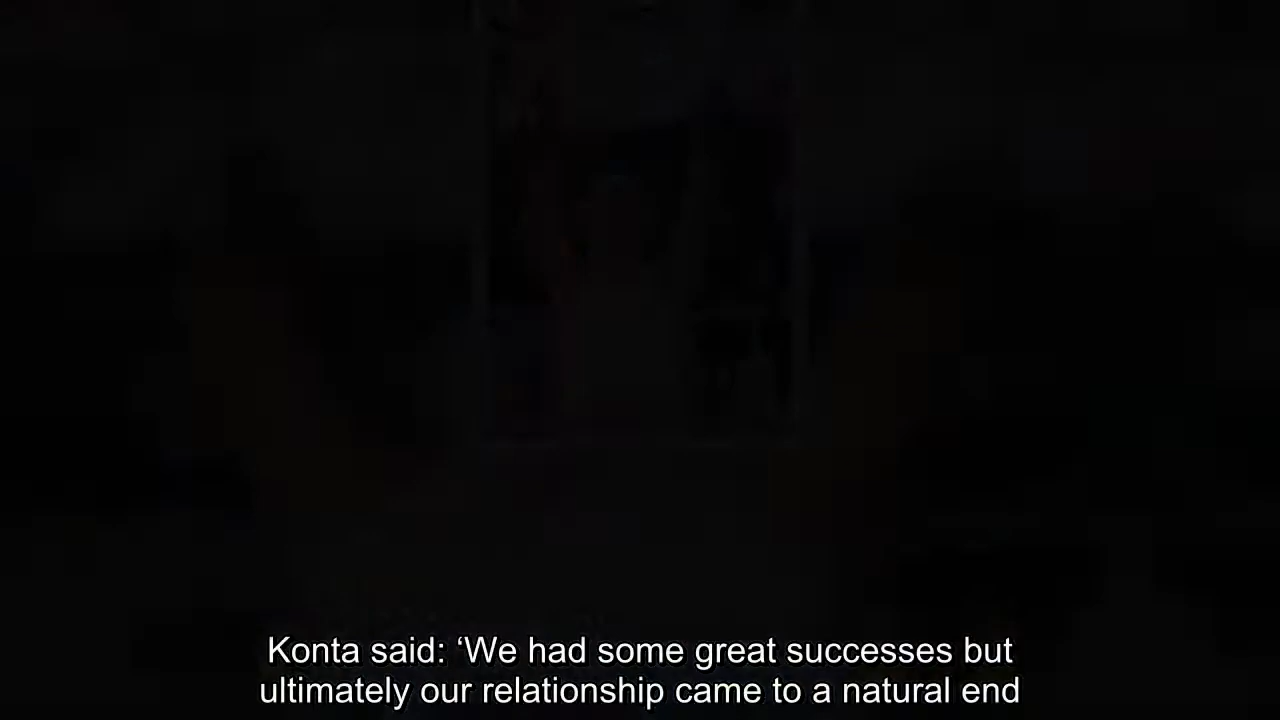 Konta said: ‘We had some great successes but
ultimately our relationship came to a natural end